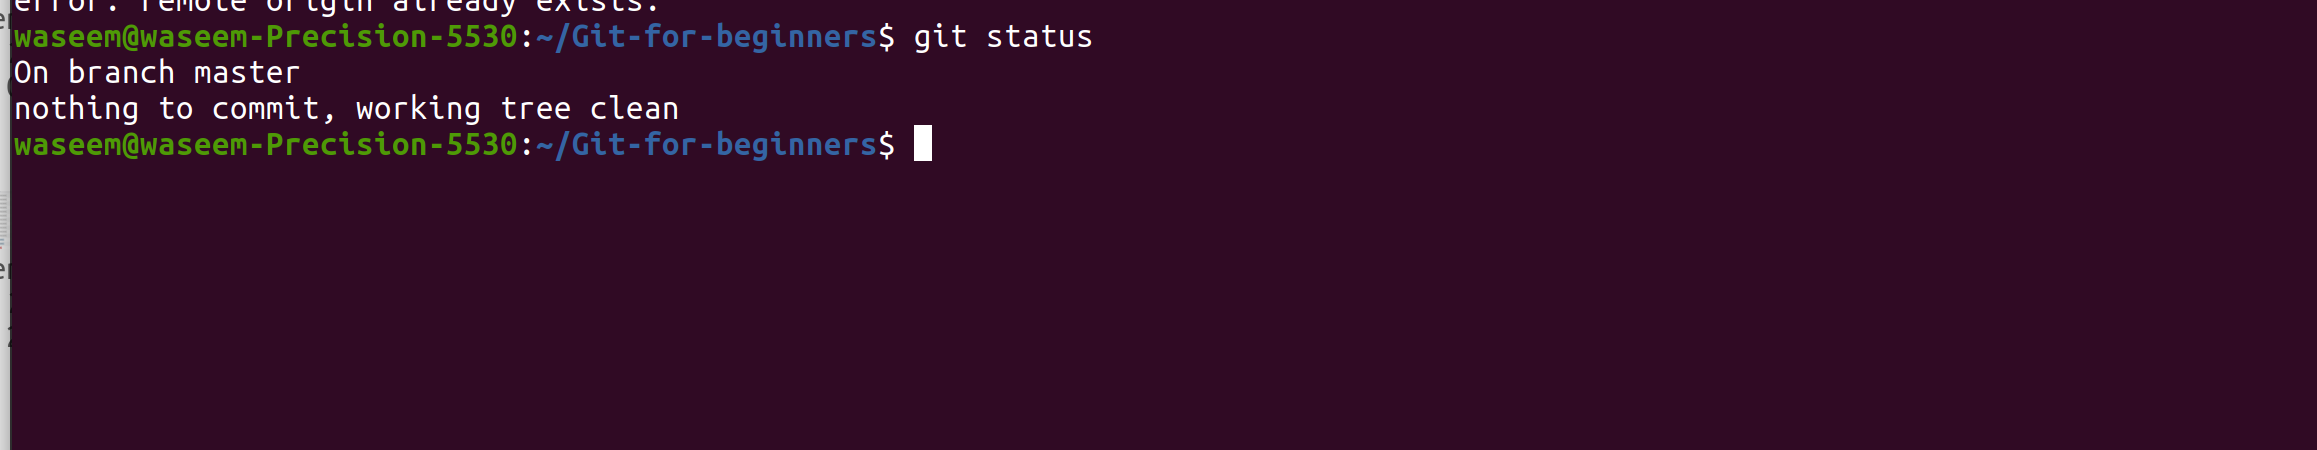 error: remote origin already exists.
waseem@waseem-Precision-5530:~/Git-for-beginners$ git status
On branch master
nothing to commit, working tree clean
waseem@waseem-Precision-5530:~/Git-for-beginners$